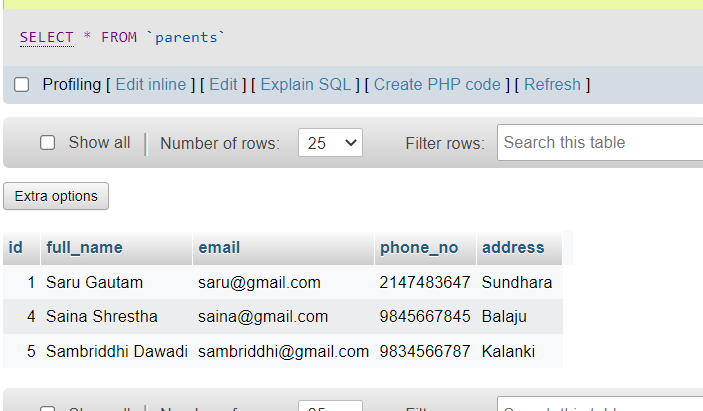 SELECT * FROM `parents`
Profiling [ Edit inline ] [ Edit ] [ Explain SQL ] [ Create PHP code ] [ Refresh ]
Show all Number of rows: 25 Filter rows: Search this table
Extra options
id full_name email phone_no address
1 Saru Gautam saru@gmail.com 2147483647 Sundhara
4 Saina Shrestha saina@gmail.com 9845667845 Balaju
5 Sambriddhi Dawadi sambriddhi@gmail.com 9834566787 Kalanki